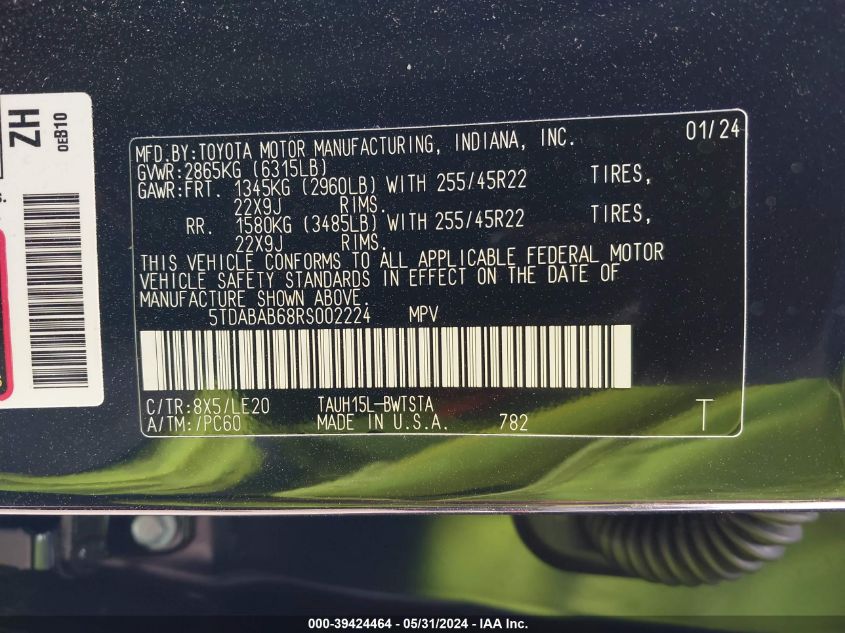 ZH
0EB10
MFD.BY:TOYOTA MOTOR MANUFACTURING, INDIANA, INC. 01/24
GVWR:2865KG (6315LB)
GAWR:FRT. 1345KG (2960LB) WITH 255/45R22 TIRES,
22X9J RIMS.
RR. 1580KG (3485LB) WITH 255/45R22 TIRES,
22X9J RIMS.
THIS VEHICLE CONFORMS TO ALL APPLICABLE FEDERAL MOTOR
VEHICLE SAFETY STANDARDS IN EFFECT ON THE DATE OF
MANUFACTURE SHOWN ABOVE.
5TDABAB68RS002224 MPV
C/TR:8X5/LE20 TAUH15L-BWTSTA
A/TM:/PC60 MADE IN U.S.A. 782 T
000-39424464 - 05/31/2024 - IAA Inc.